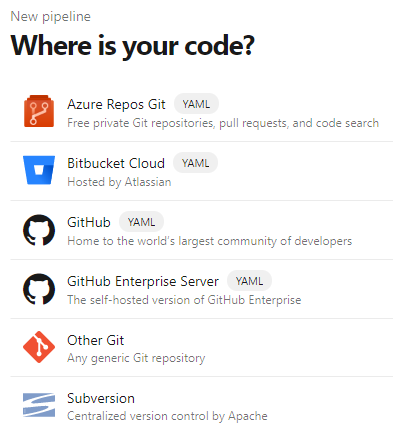 New pipeline
Where is your code?
Azure Repos Git YAML
Free private Git repositories, pull requests, and code search
Bitbucket Cloud YAML
Hosted by Atlassian
GitHub YAML
Home to the world's largest community of developers
GitHub Enterprise Server YAML
The self-hosted version of GitHub Enterprise
Other Git
Any generic Git repository
Subversion
Centralized version control by Apache